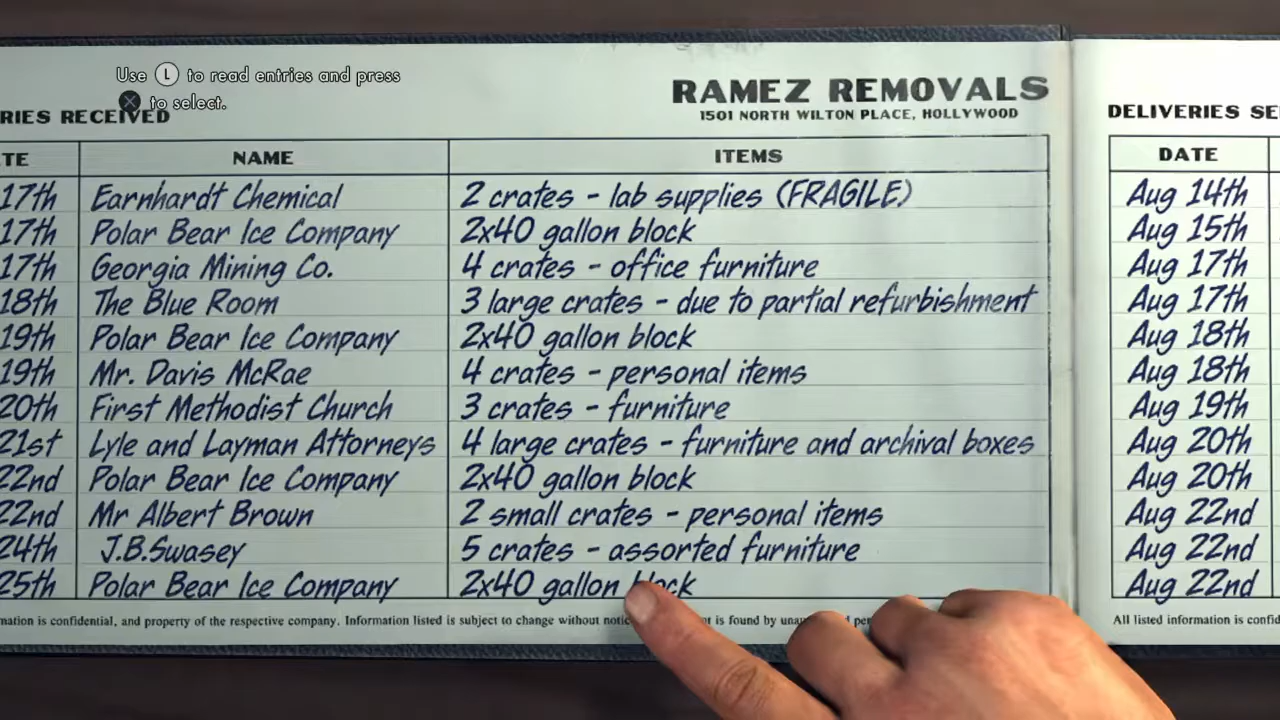 Use L to read entries and press
X to select.
RIES RECEIVED
RAMEZ REMOVALS
1501 NORTH WILTON PLACE, HOLLYWOOD
TE NAME ITEMS
17th Earnhardt Chemical 2 crates - lab supplies (FRAGILE)
17th Polar Bear Ice Company 2x40 gallon block
17th Georgia Mining Co. 4 crates - office furniture
18th The Blue Room 3 large crates - due to partial refurbishment
19th Polar Bear Ice Company 2x40 gallon block
19th Mr. Davis McRae 4 crates - personal items
20th First Methodist Church 3 crates - furniture
21st Lyle and Layman Attorneys 4 large crates - furniture and archival boxes
22nd Polar Bear Ice Company 2x40 gallon block
22nd Mr Albert Brown 2 small crates - personal items
24th J.B.Swasey 5 crates - assorted furniture
25th Polar Bear Ice Company 2x40 gallon block
mation is confidential, and property of the respective company. Information listed is subject to change without is found by
DELIVERIES SE
DATE
Aug 14th
Aug 15th
Aug 17th
Aug 17th
Aug 18th
Aug 18th
Aug 19th
Aug 20th
Aug 20th
Aug 22nd
Aug 22nd
Aug 22nd
All listed information is confid